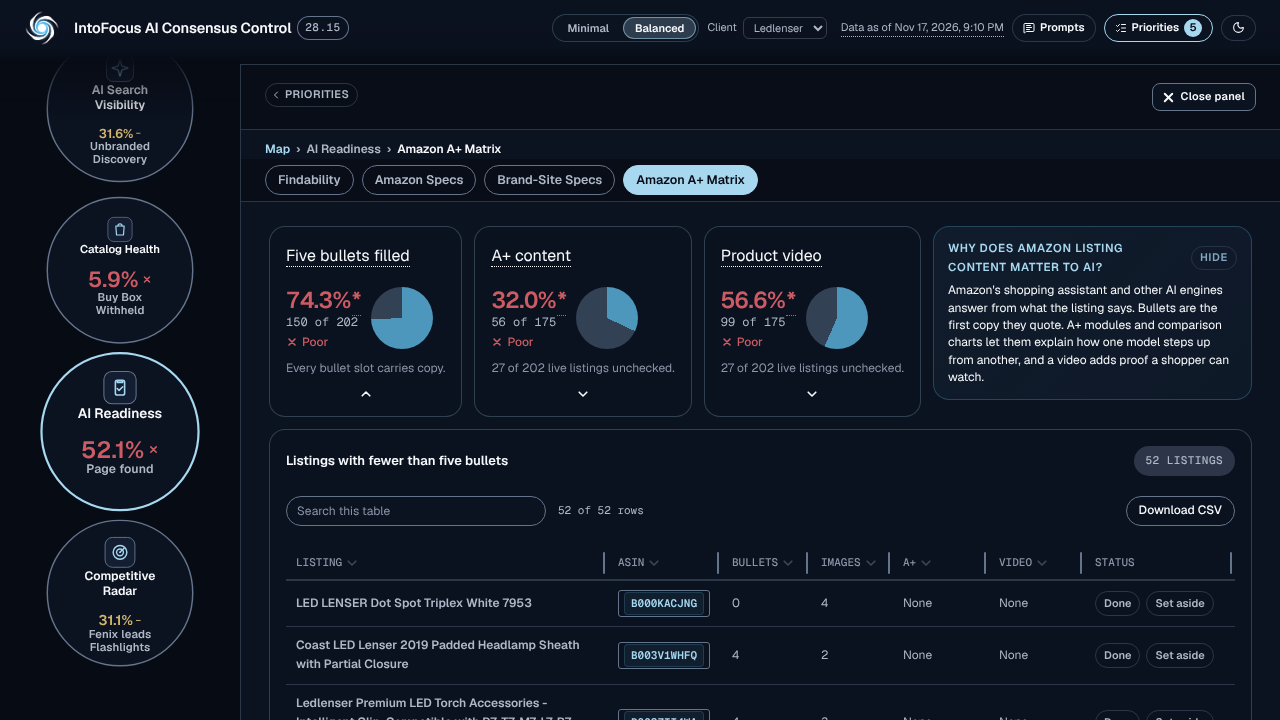 IntoFocus AI Consensus Control 28.15
Minimal Balanced Client Ledlenser Data as of Nov 17, 2026, 9:10 PM Prompts Priorities 5
AI Search
Visibility
31.6% –
Unbranded
Discovery
Catalog Health
5.9% ×
Buy Box
Withheld
AI Readiness
52.1% ×
Page found
Competitive
Radar
31.1% –
Fenix leads
Flashlights
PRIORITIES
Close panel
Map › AI Readiness › Amazon A+ Matrix
Findability Amazon Specs Brand-Site Specs Amazon A+ Matrix
Five bullets filled
74.3%*
150 of 202
Poor
Every bullet slot carries copy.
A+ content
32.0%*
56 of 175
Poor
27 of 202 live listings unchecked.
Product video
56.6%*
99 of 175
Poor
27 of 202 live listings unchecked.
WHY DOES AMAZON LISTING
CONTENT MATTER TO AI?
HIDE
Amazon's shopping assistant and other AI engines
answer from what the listing says. Bullets are the
first copy they quote. A+ modules and comparison
charts let them explain how one model steps up
from another, and a video adds proof a shopper can
watch.
Listings with fewer than five bullets
52 LISTINGS
Search this table
52 of 52 rows
Download CSV
LISTING ASIN BULLETS IMAGES A+ VIDEO STATUS
LED LENSER Dot Spot Triplex White 7953 B000KACJNG 0 4 None None Done Set aside
Coast LED Lenser 2019 Padded Headlamp Sheath
with Partial Closure
B003V1WHFQ 4 2 None None Done Set aside
Ledlenser Premium LED Torch Accessories -